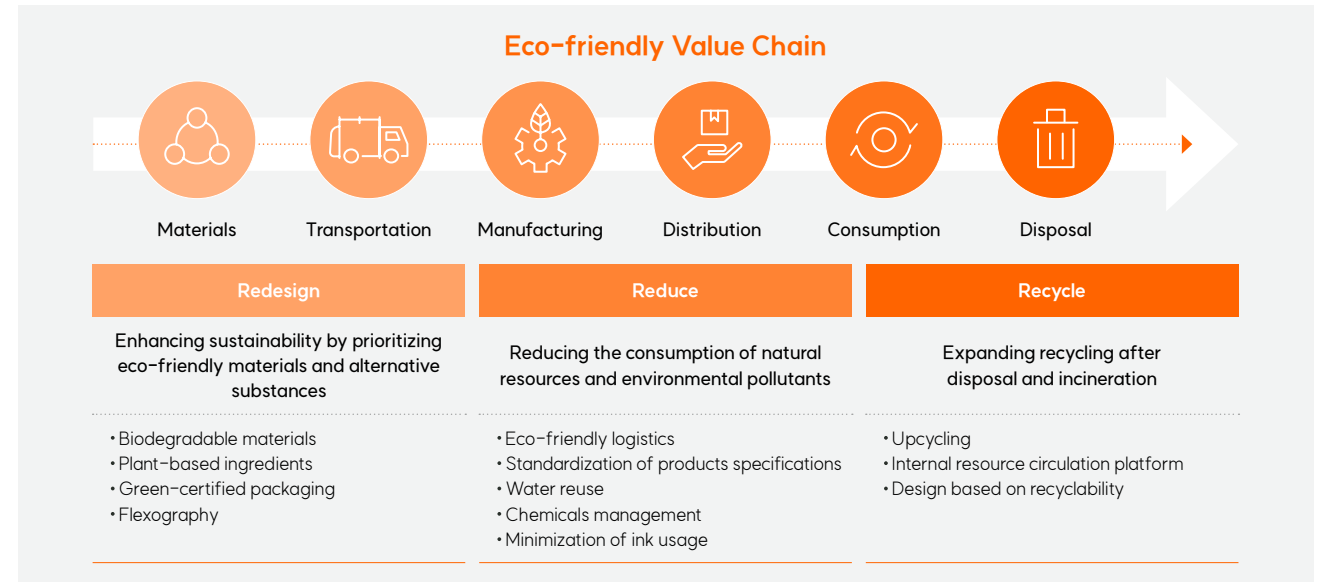 Eco-friendly Value Chain
Materials
Transportation
Manufacturing
Distribution
Consumption
Disposal
Redesign
Enhancing sustainability by prioritizing
eco-friendly materials and alternative
substances
• Biodegradable materials
• Plant-based ingredients
• Green-certified packaging
• Flexography
Reduce
Reducing the consumption of natural
resources and environmental pollutants
• Eco-friendly logistics
• Standardization of products specifications
• Water reuse
• Chemicals management
• Minimization of ink usage
Recycle
Expanding recycling after
disposal and incineration
• Upcycling
• Internal resource circulation platform
• Design based on recyclability